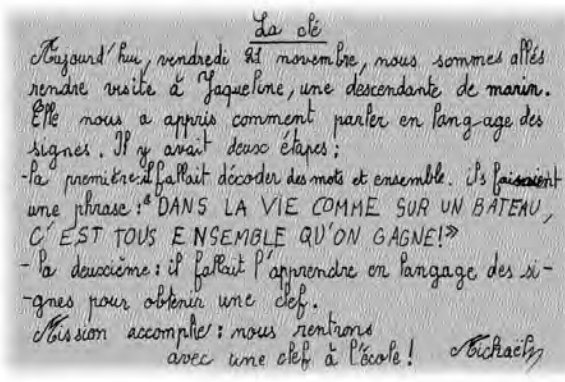 La clé
Aujourd'hui, vendredi 21 novembre, nous sommes allés
rendre visite à Jaqueline, une descendante de marin.
Elle nous a appris comment parler en lang-age des
signes. Il y avait deux étapes :
-la première:il fallait décoder des mots et ensemble. ils faisaient
une phrase : "DANS LA VIE COMME SUR UN BATEAU,
C'EST TOUS ENSEMBLE QU'ON GAGNE!»
- la deuxième : il fallait l'apprendre en langage des si-
-gnes pour obtenir une clef.
Mission accomplie : nous rentrons
avec une clef à l'école !
Michaël